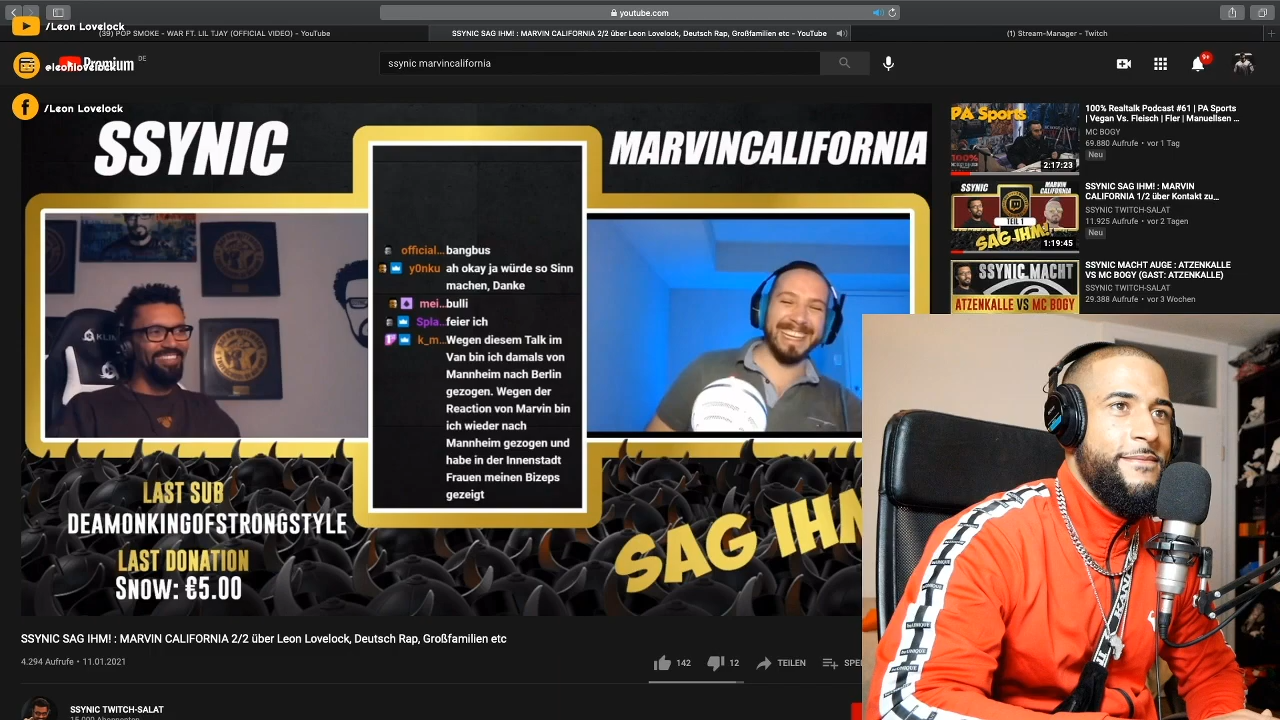 youtube.com
/Leon Lovelock
(39) POP SMOKE - WAR FT. LIL TJAY (OFFICIAL VIDEO) - YouTube
SSYNIC SAG IHM! : MARVIN CALIFORNIA 2/2 über Leon Lovelock, Deutsch Rap, Großfamilien etc - YouTube
(1) Stream-Manager - Twitch
Premium
DE
ssynic marvincalifornia
9+
/Leon Lovelock
SSYNIC
MARVINCALIFORNIA
official... bangbus
y0nku ah okay ja würde so Sinn
machen, Danke
mei... bulli
Spla... feier ich
k_m... Wegen diesem Talk im
Van bin ich damals von
Mannheim nach Berlin
gezogen. Wegen der
Reaction von Marvin bin
ich wieder nach
Mannheim gezogen und
habe in der Innenstadt
Frauen meinen Bizeps
gezeigt
LAST SUB
DEAMONKINGOFSTRONGSTYLE
LAST DONATION
SNOW: €5.00
SAG IHM
PA Sports
100%
2:17:23
100% Realtalk Podcast #61 | PA Sports
| Vegan Vs. Fleisch | Fler | Manuellsen ...
MC BOGY
69.880 Aufrufe • vor 1 Tag
Neu
SSYNIC
MARVIN
CALIFORNIA
TEIL 1
SAG IHM!
1:19:45
SSYNIC SAG IHM! : MARVIN
CALIFORNIA 1/2 über Kontakt zu...
SSYNIC TWITCH-SALAT
11.925 Aufrufe • vor 2 Tagen
Neu
SSYNIC MACHT
ATZENKALLE VS MC BOGY
SSYNIC MACHT AUGE : ATZENKALLE
VS MC BOGY (GAST: ATZENKALLE)
SSYNIC TWITCH-SALAT
29.388 Aufrufe • vor 3 Wochen
SSYNIC SAG IHM! : MARVIN CALIFORNIA 2/2 über Leon Lovelock, Deutsch Rap, Großfamilien etc
4.294 Aufrufe • 11.01.2021
142
12
TEILEN
SPE
SSYNIC TWITCH-SALAT